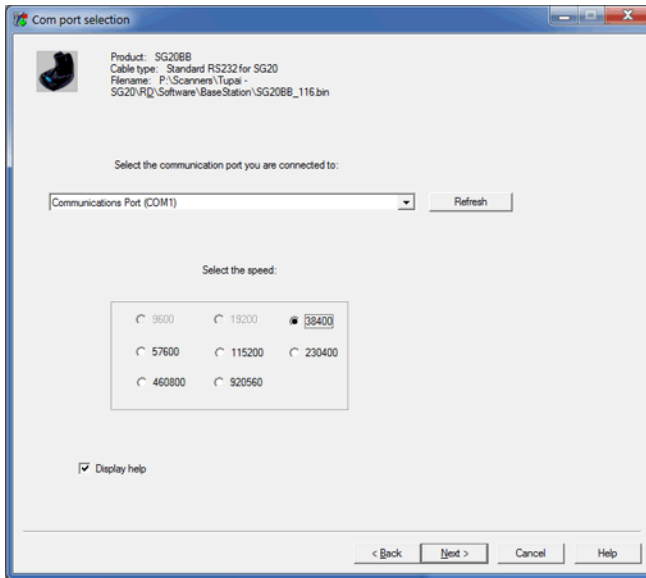 Com port selection
Product: SG20BB
Cable type: Standard RS232 for SG20
Filename: P:\Scanners\Tupai -
SG20\RD\Software\BaseStation\SG20BB_116.bin
Select the communication port you are connected to:
Communications Port (COM1)
Refresh
Select the speed:
9600 19200 38400
57600 115200 230400
460800 920560
Display help
< Back Next > Cancel Help